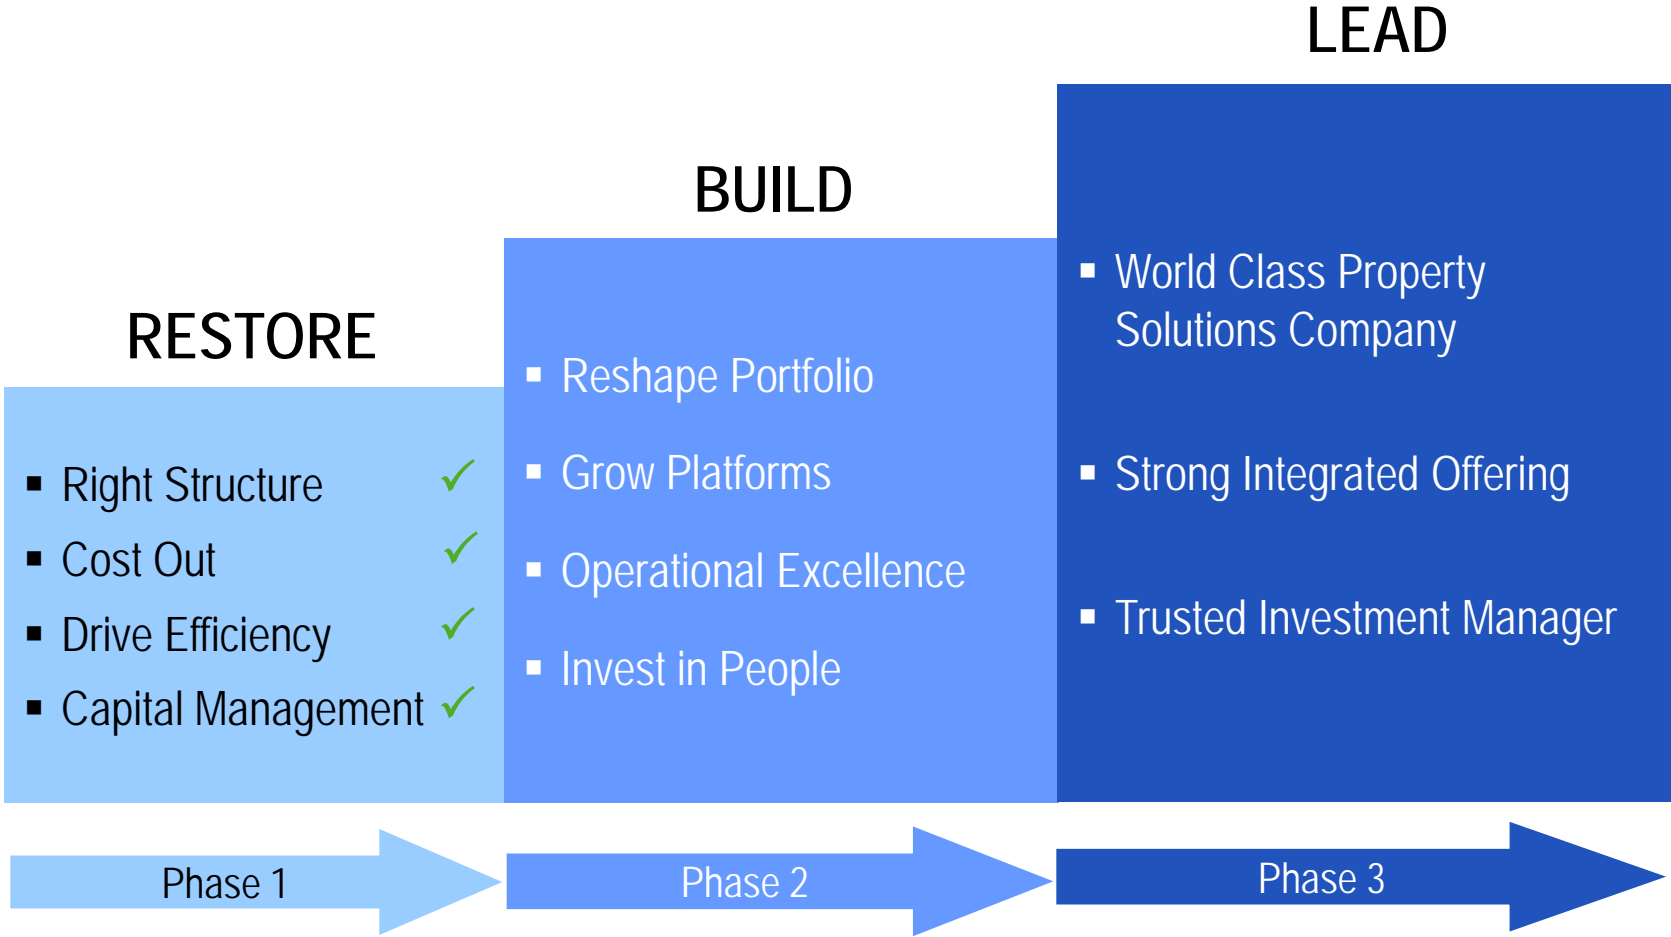 RESTORE
▪ Right Structure ✓
▪ Cost Out ✓
▪ Drive Efficiency ✓
▪ Capital Management ✓
Phase 1
BUILD
▪ Reshape Portfolio
▪ Grow Platforms
▪ Operational Excellence
▪ Invest in People
Phase 2
LEAD
▪ World Class Property
Solutions Company
▪ Strong Integrated Offering
▪ Trusted Investment Manager
Phase 3